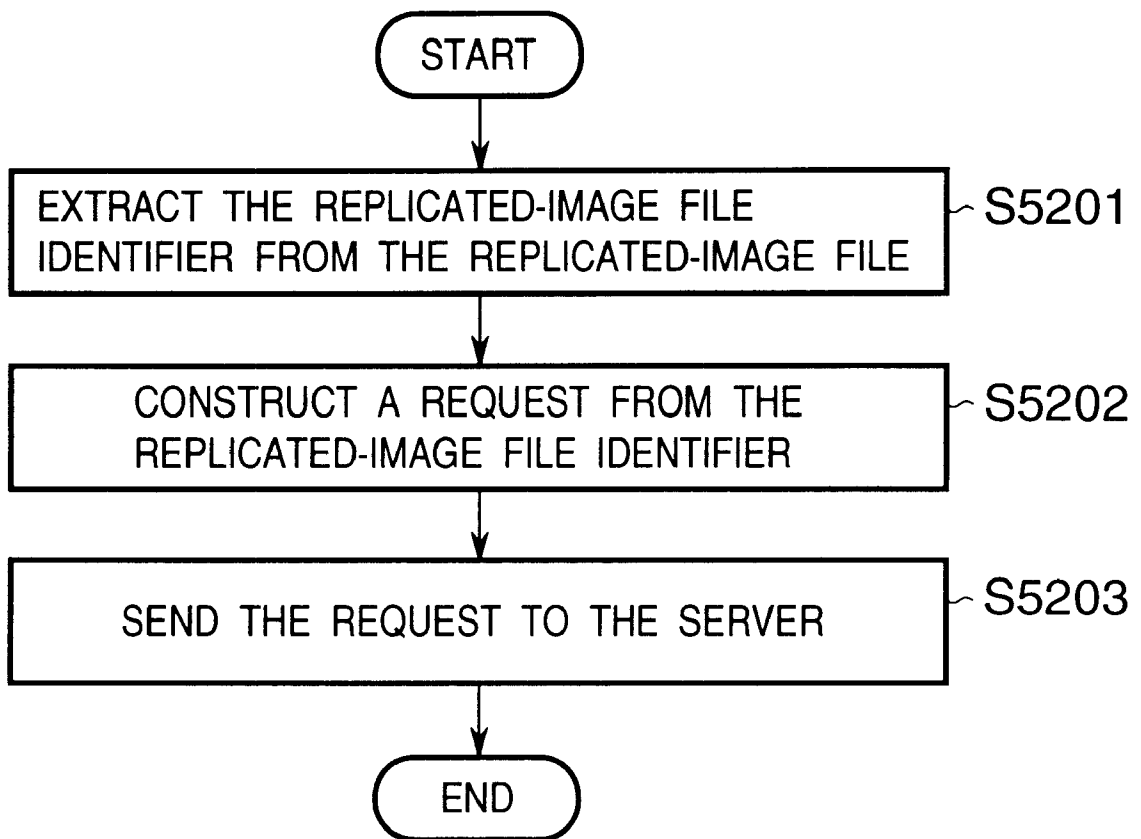 START
EXTRACT THE REPLICATED-IMAGE FILE
IDENTIFIER FROM THE REPLICATED-IMAGE FILE
S5201
CONSTRUCT A REQUEST FROM THE
REPLICATED-IMAGE FILE IDENTIFIER
S5202
SEND THE REQUEST TO THE SERVER
S5203
END